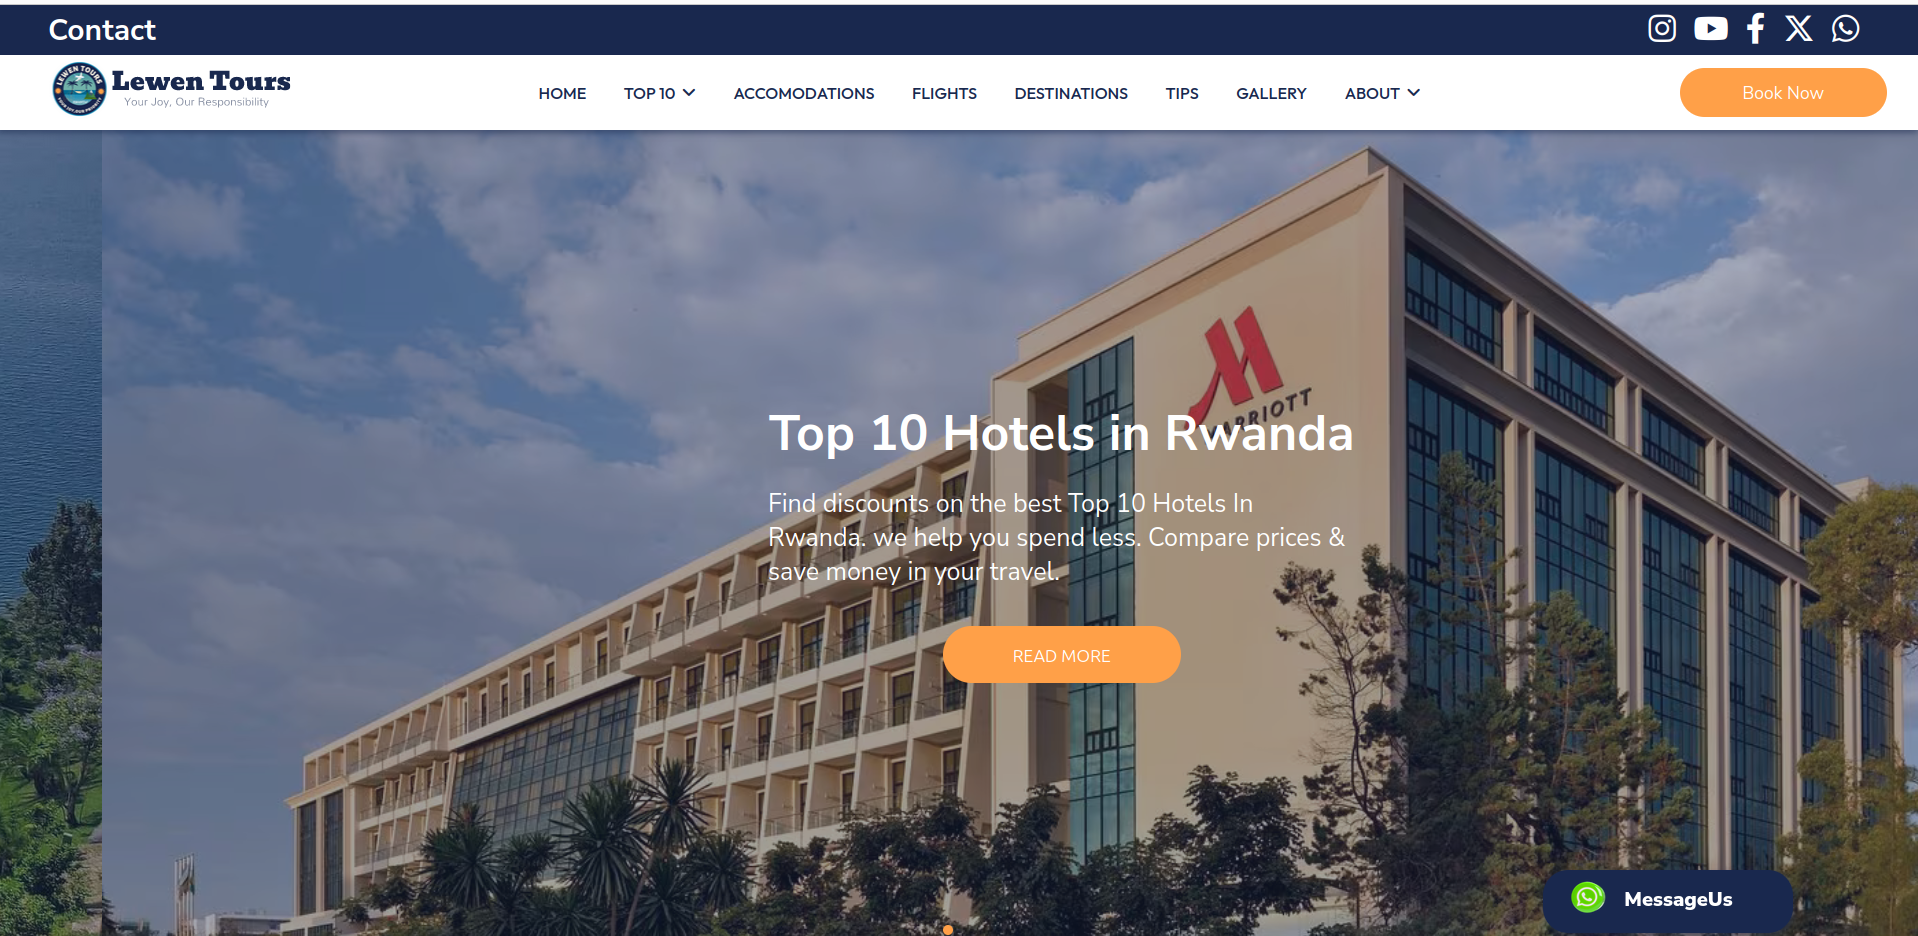 Contact
LEWEN TOURS
Lewen Tours
Your Joy, Our Responsibility
HOME TOP 10 ACCOMODATIONS FLIGHTS DESTINATIONS TIPS GALLERY ABOUT
Book Now
MARRIOTT
Top 10 Hotels in Rwanda
Find discounts on the best Top 10 Hotels In
Rwanda. we help you spend less. Compare prices &
save money in your travel.
READ MORE
MessageUs